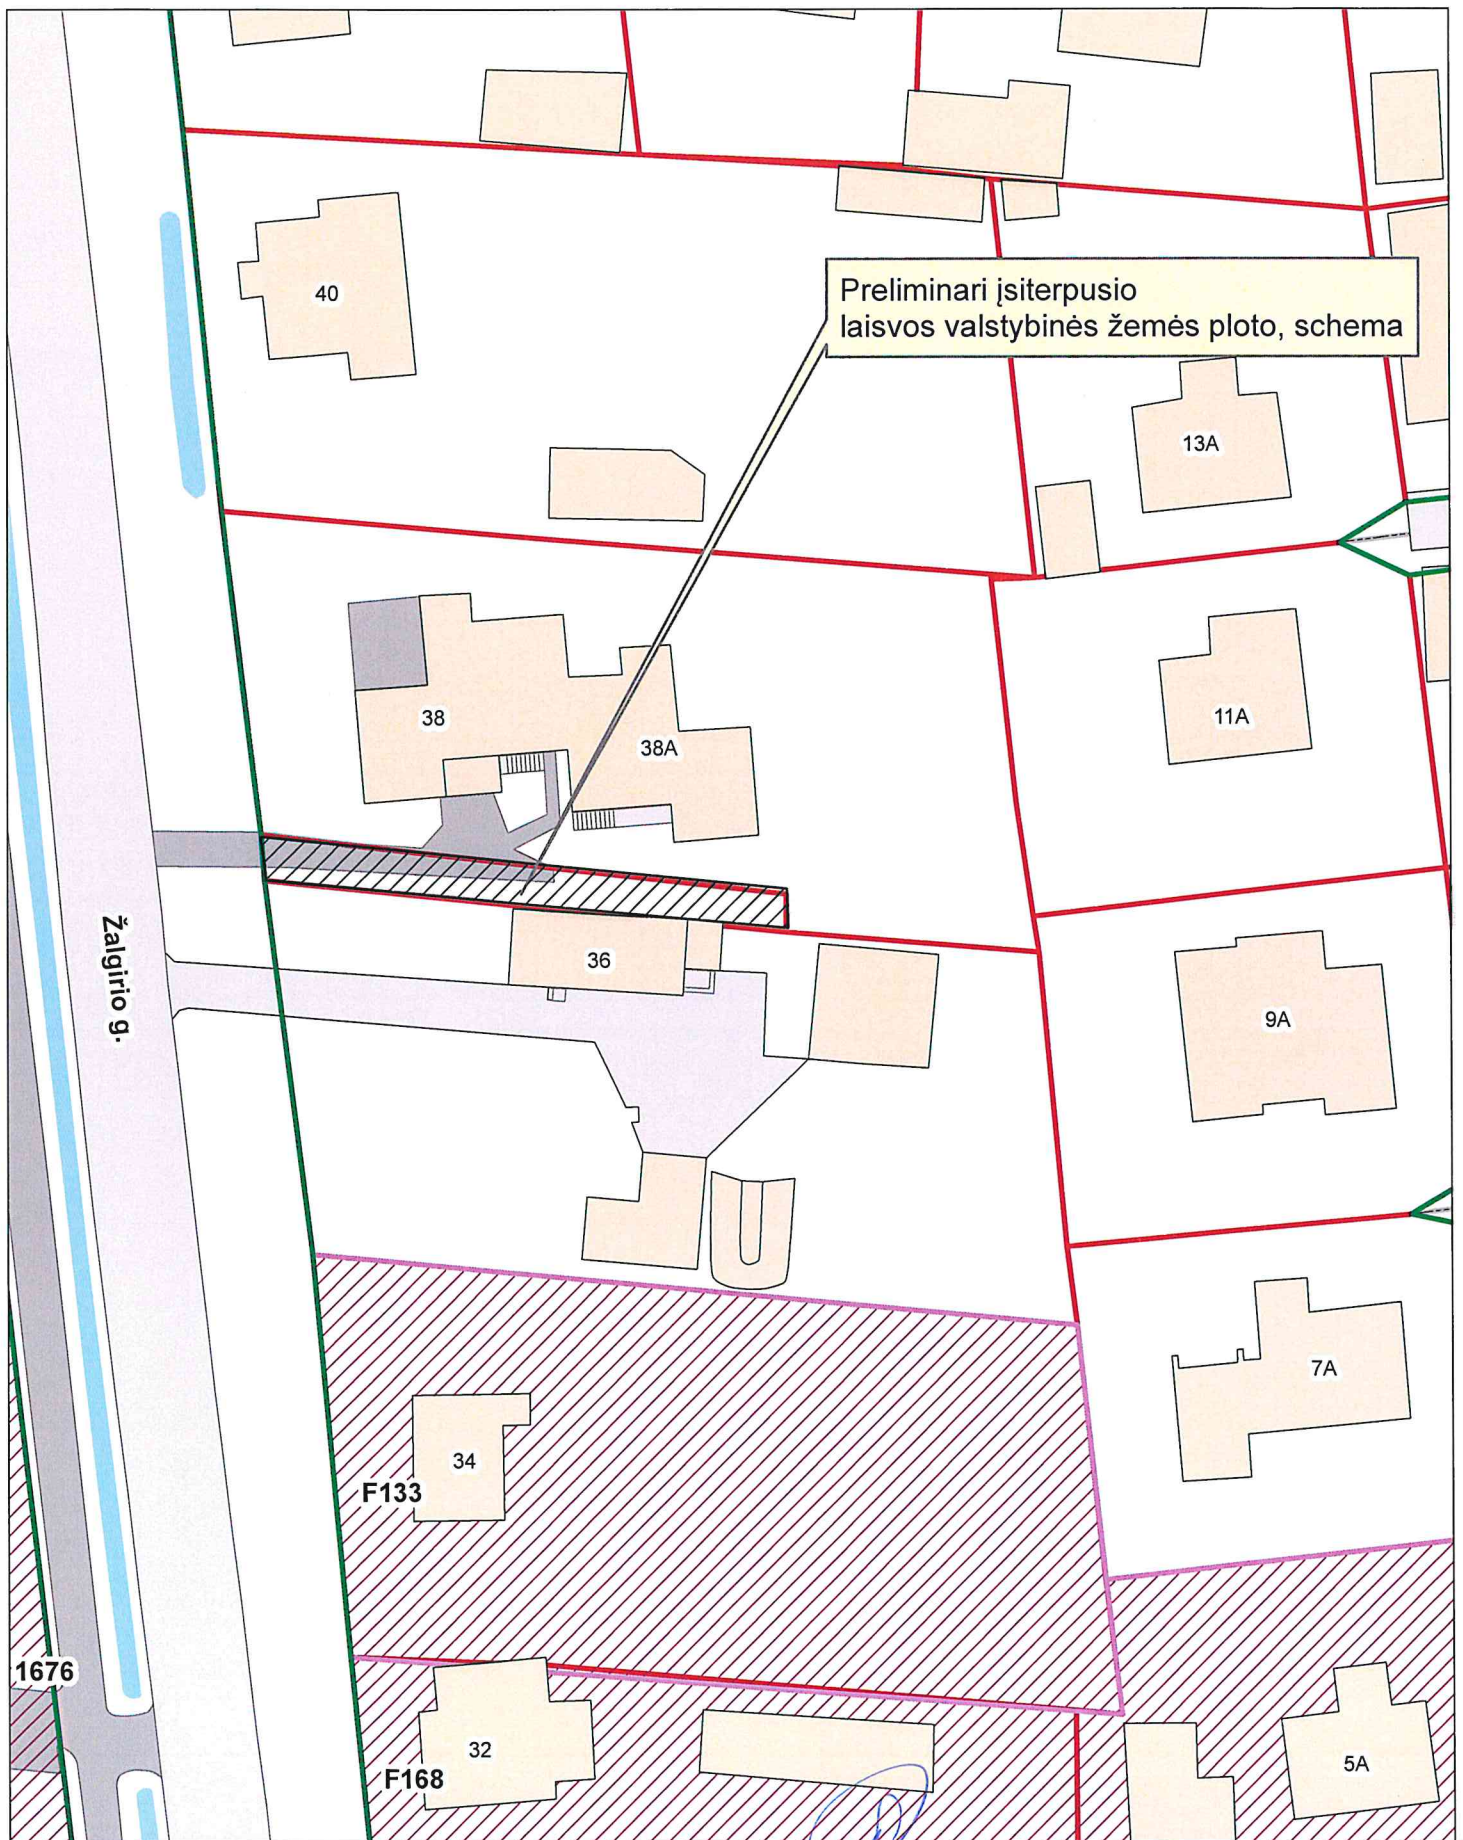 40
Preliminari įsiterpusio
laisvos valstybinės žemės ploto, schema
13A
38
38A
11A
Žalgirio g.
36
9A
7A
34
F133
1676
32
F168
5A